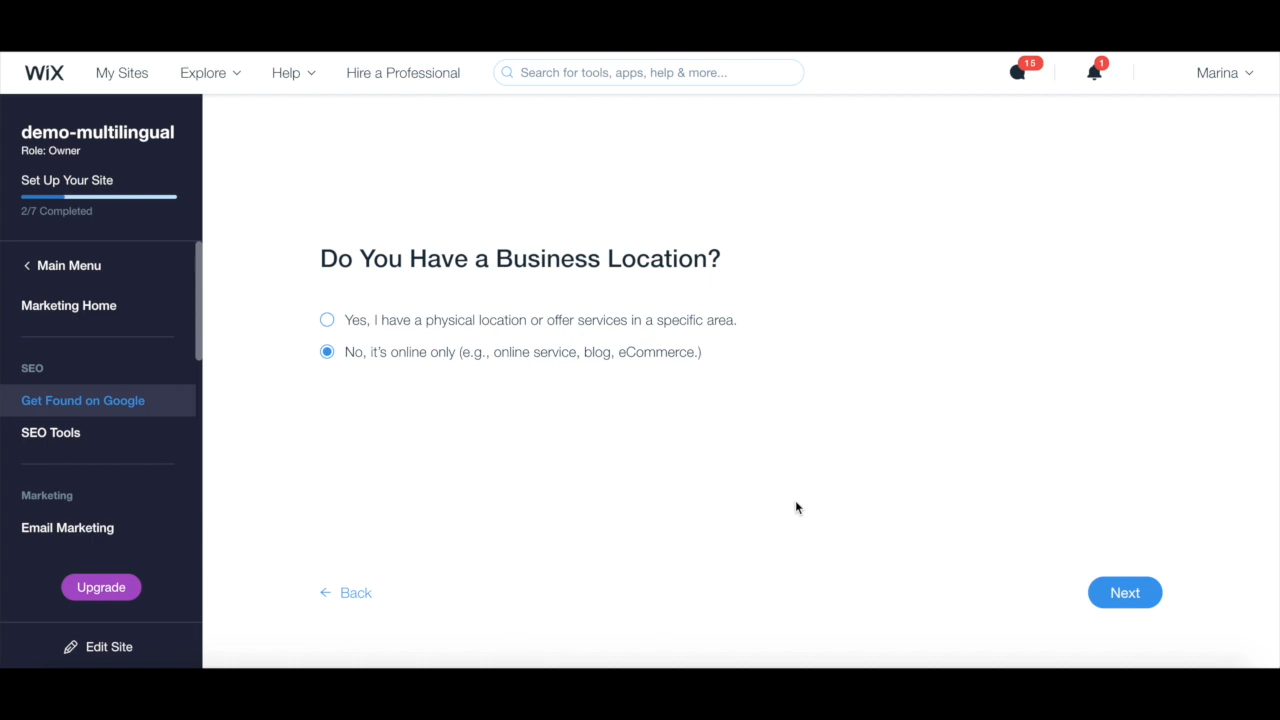 WiX My Sites Explore Help Hire a Professional Search for tools, apps, help & more... 15 1 Marina
demo-multilingual
Role: Owner
Set Up Your Site
2/7 Completed
Main Menu
Marketing Home
SEO
Get Found on Google
SEO Tools
Marketing
Email Marketing
Upgrade
Edit Site
Do You Have a Business Location?
Yes, I have a physical location or offer services in a specific area.
No, it's online only (e.g., online service, blog, eCommerce.)
Back
Next